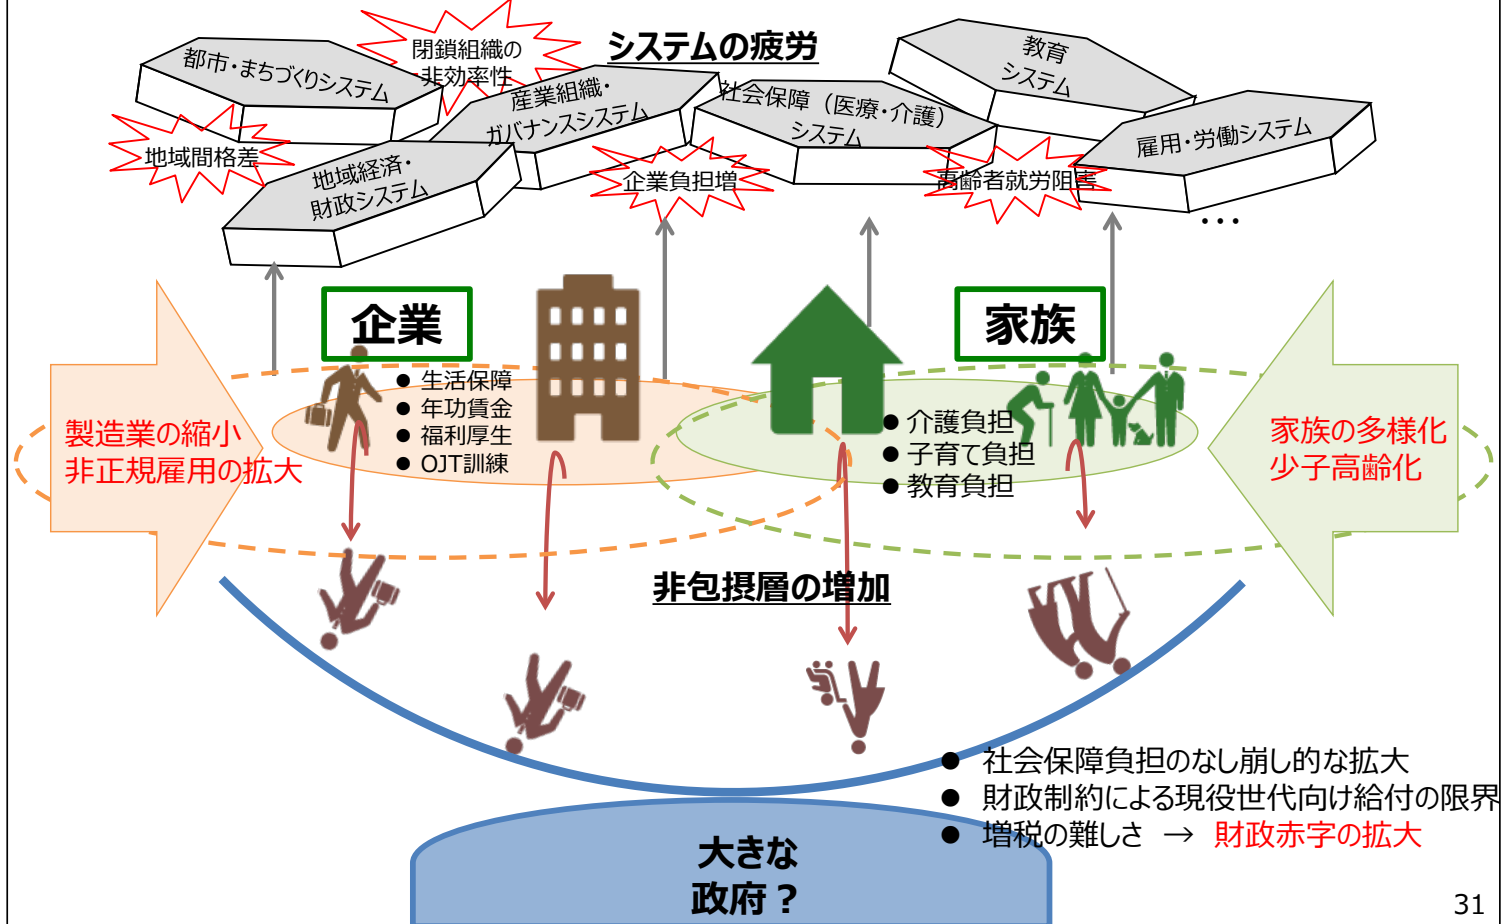 システムの疲労
都市・まちづくりシステム
閉鎖組織の
非効率性
産業組織・
ガバナンスシステム
社会保障（医療・介護）
システム
教育
システム
雇用・労働システム
地域間格差
地域経済・
財政システム
企業負担増
高齢者就労阻害
・・・
企業
家族
● 生活保障
● 年功賃金
● 福利厚生
● OJT訓練
● 介護負担
● 子育て負担
● 教育負担
製造業の縮小
非正規雇用の拡大
家族の多様化
少子高齢化
非包摂層の増加
● 社会保障負担のなし崩し的な拡大
● 財政制約による現役世代向け給付の限界
● 増税の難しさ → 財政赤字の拡大
大きな
政府？
31